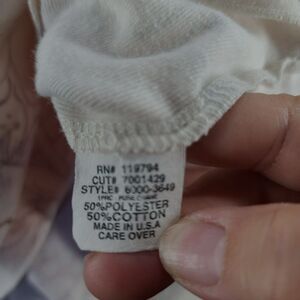 RN# 119794
CUT# 7001429
STYLE# 6000-3649
50%POLYESTER
50%COTTON
MADE IN U.S.A
CARE OVER